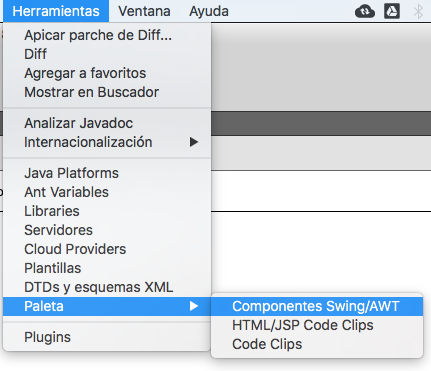 Herramientas Ventana Ayuda
Apicar parche de Diff...
Diff
Agregar a favoritos
Mostrar en Buscador
Analizar Javadoc
Internacionalización
Java Platforms
Ant Variables
Libraries
Servidores
Cloud Providers
Plantillas
DTDs y esquemas XML
Paleta Componentes Swing/AWT
HTML/JSP Code Clips
Plugins Code Clips